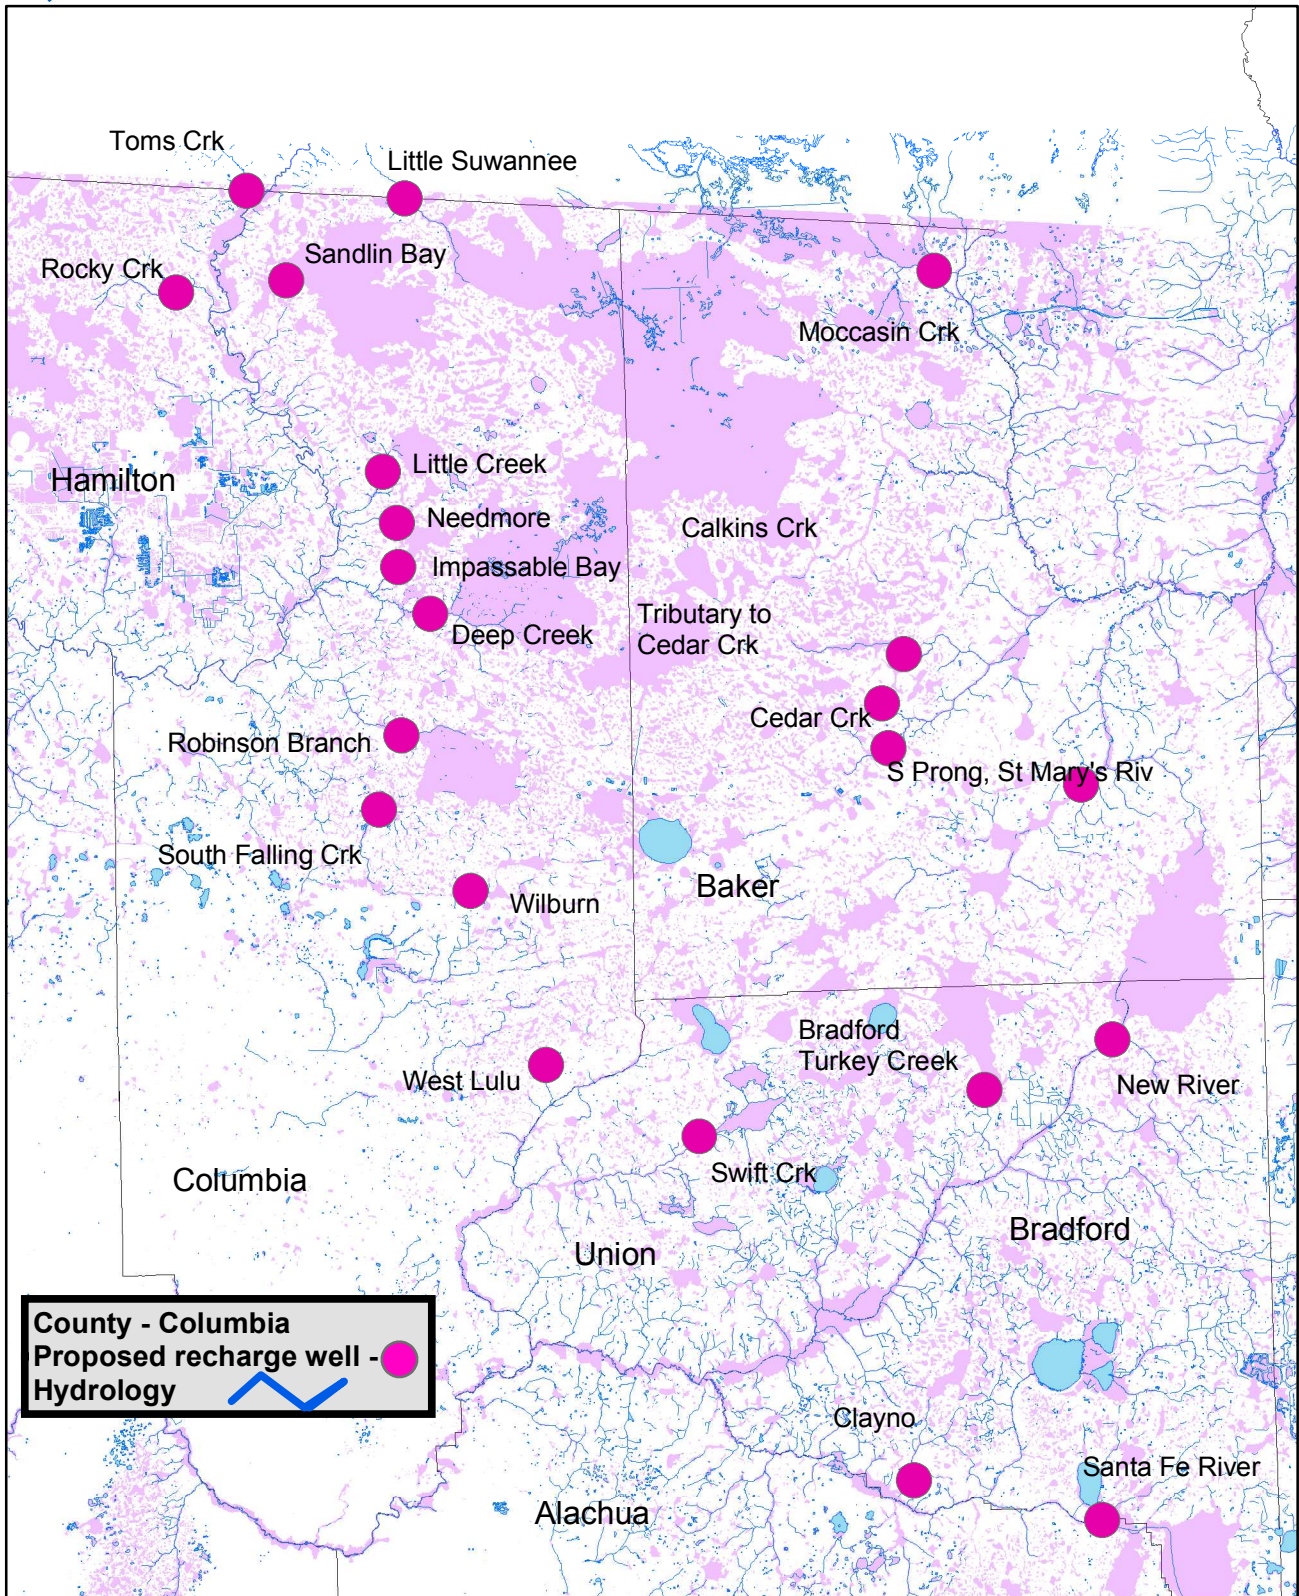 Toms Crk
Little Suwannee
Sandlin Bay
Rocky Crk
Moccasin Crk
Little Creek
Hamilton
Needmore
Calkins Crk
Impassable Bay
Tributary to
Cedar Crk
Deep Creek
Cedar Crk
Robinson Branch
S Prong, St Mary's Riv
South Falling Crk
Baker
Wilburn
Bradford
Turkey Creek
West Lulu
New River
Swift Crk
Columbia
Bradford
Union
County - Columbia
Proposed recharge well -
Hydrology
Clayno
Santa Fe River
Alachua